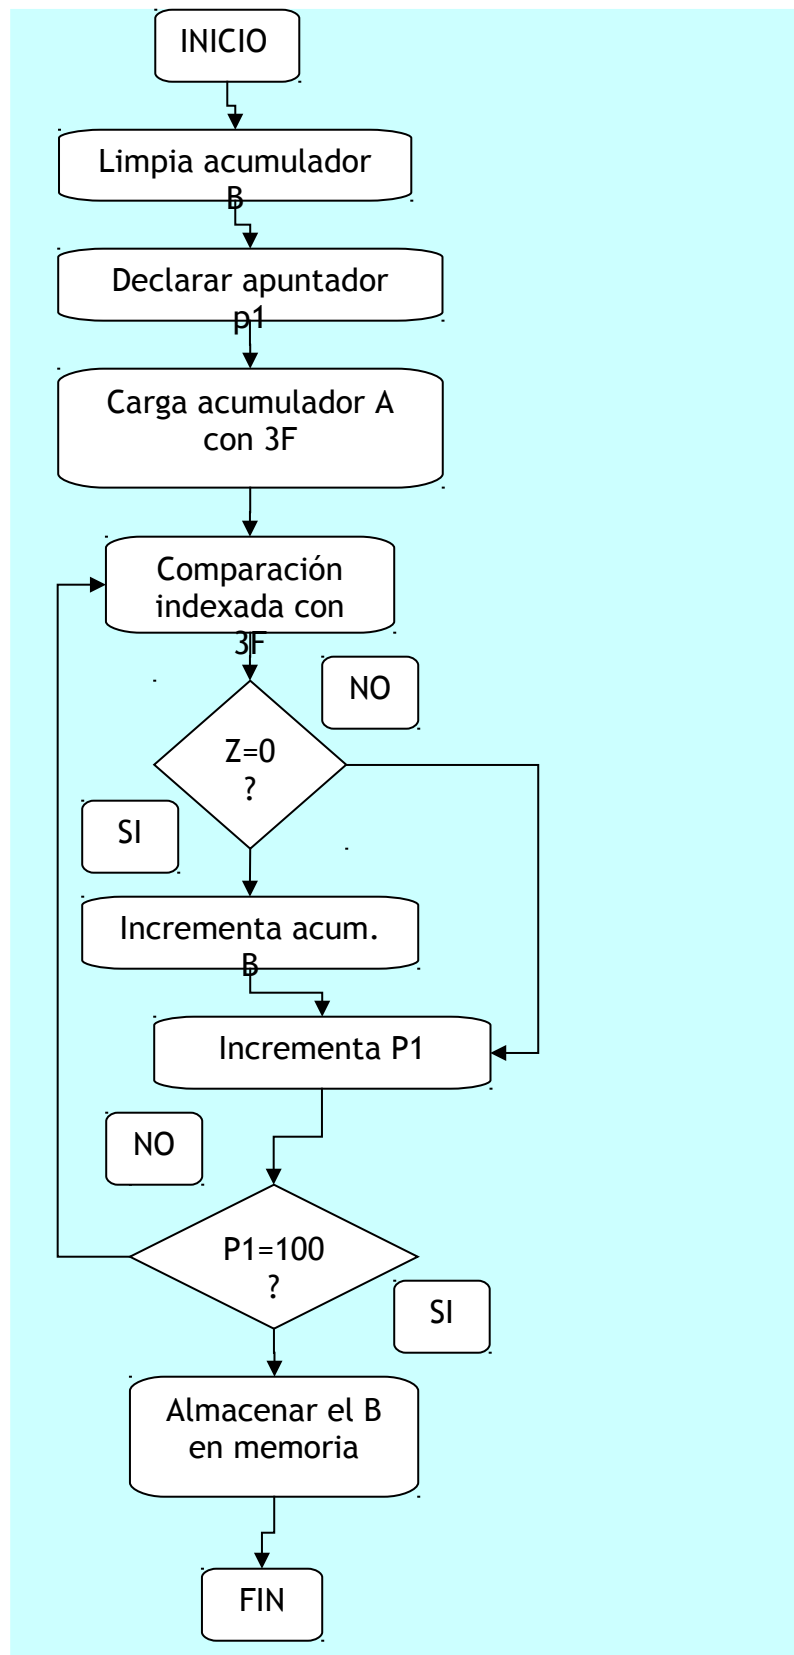 INICIO
Limpia acumulador
B
Declarar apuntador
p1
Carga acumulador A
con 3F
Comparación
indexada con
3F
NO
Z=0
?
SI
Incrementa acum.
B
Incrementa P1
NO
P1=100
?
SI
Almacenar el B
en memoria
FIN